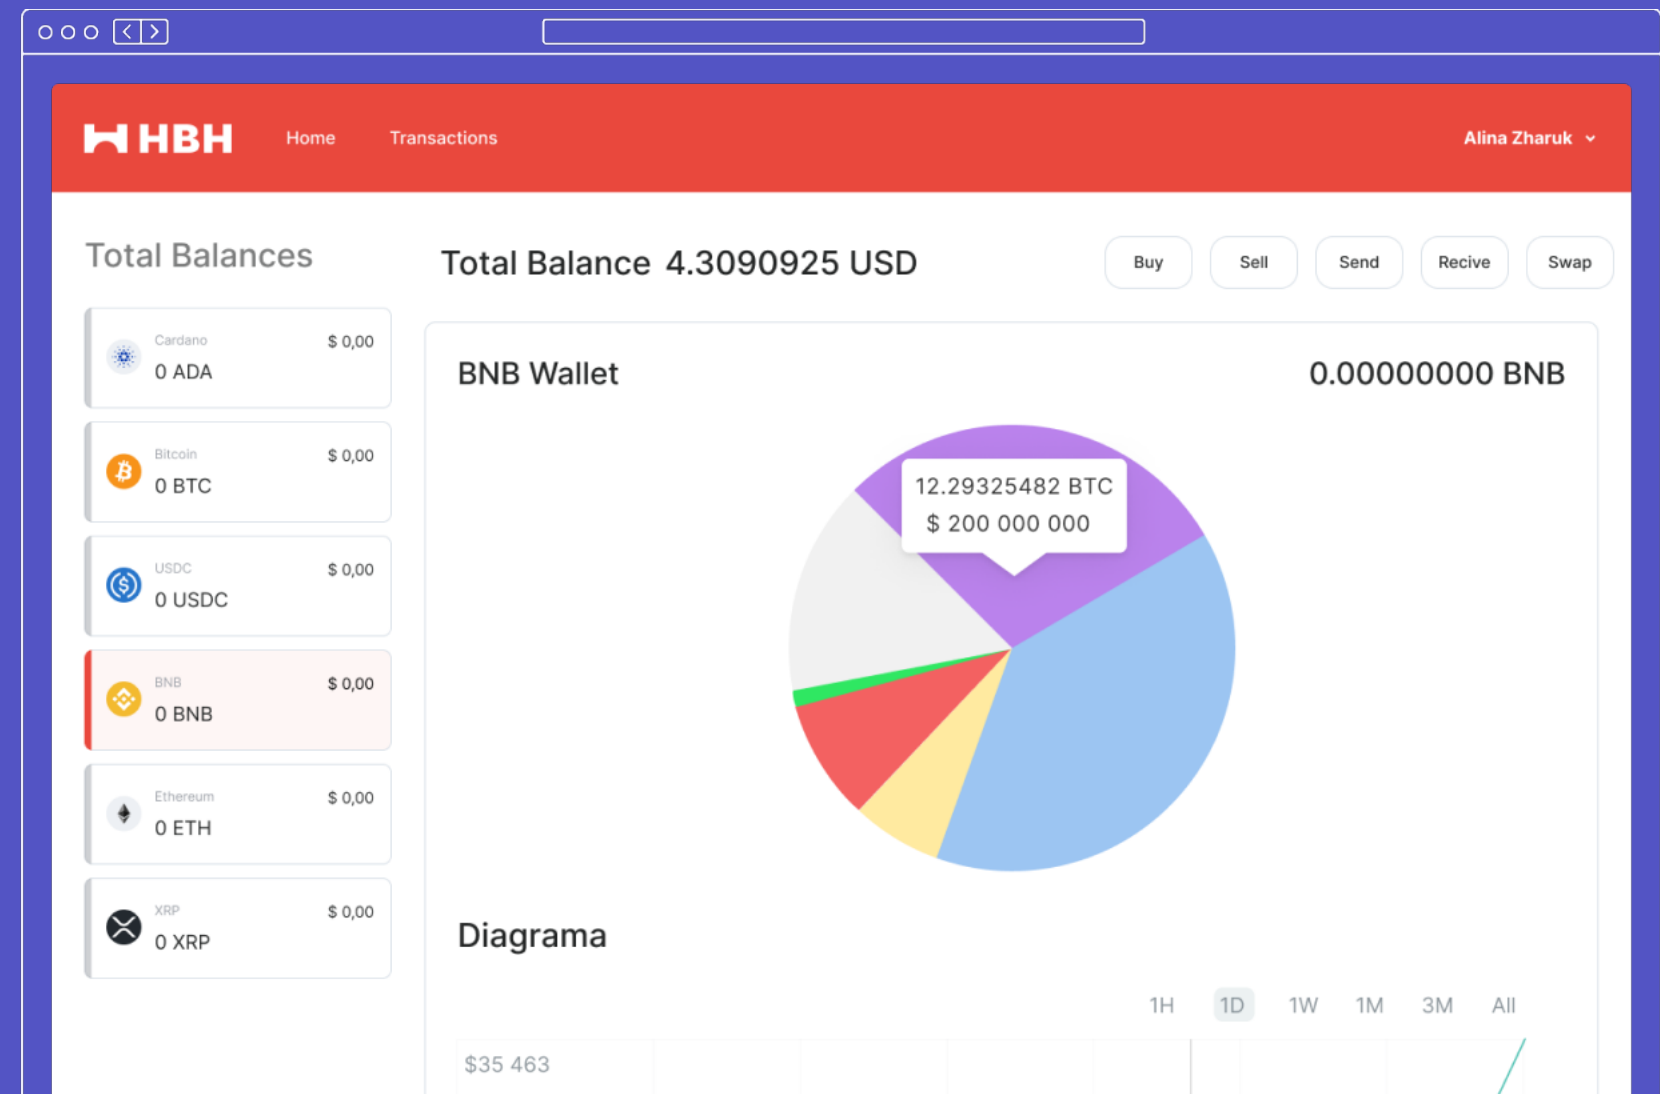 HBH Home Transactions Alina Zharuk
Total Balances
Cardano $ 0,00
0 ADA
Bitcoin $ 0,00
0 BTC
USDC $ 0,00
0 USDC
BNB $ 0,00
0 BNB
Ethereum $ 0,00
0 ETH
XRP $ 0,00
0 XRP
Total Balance 4.3090925 USD
Buy Sell Send Recive Swap
BNB Wallet 0.00000000 BNB
12.29325482 BTC
$ 200 000 000
Diagrama
1H 1D 1W 1M 3M All
$35 463